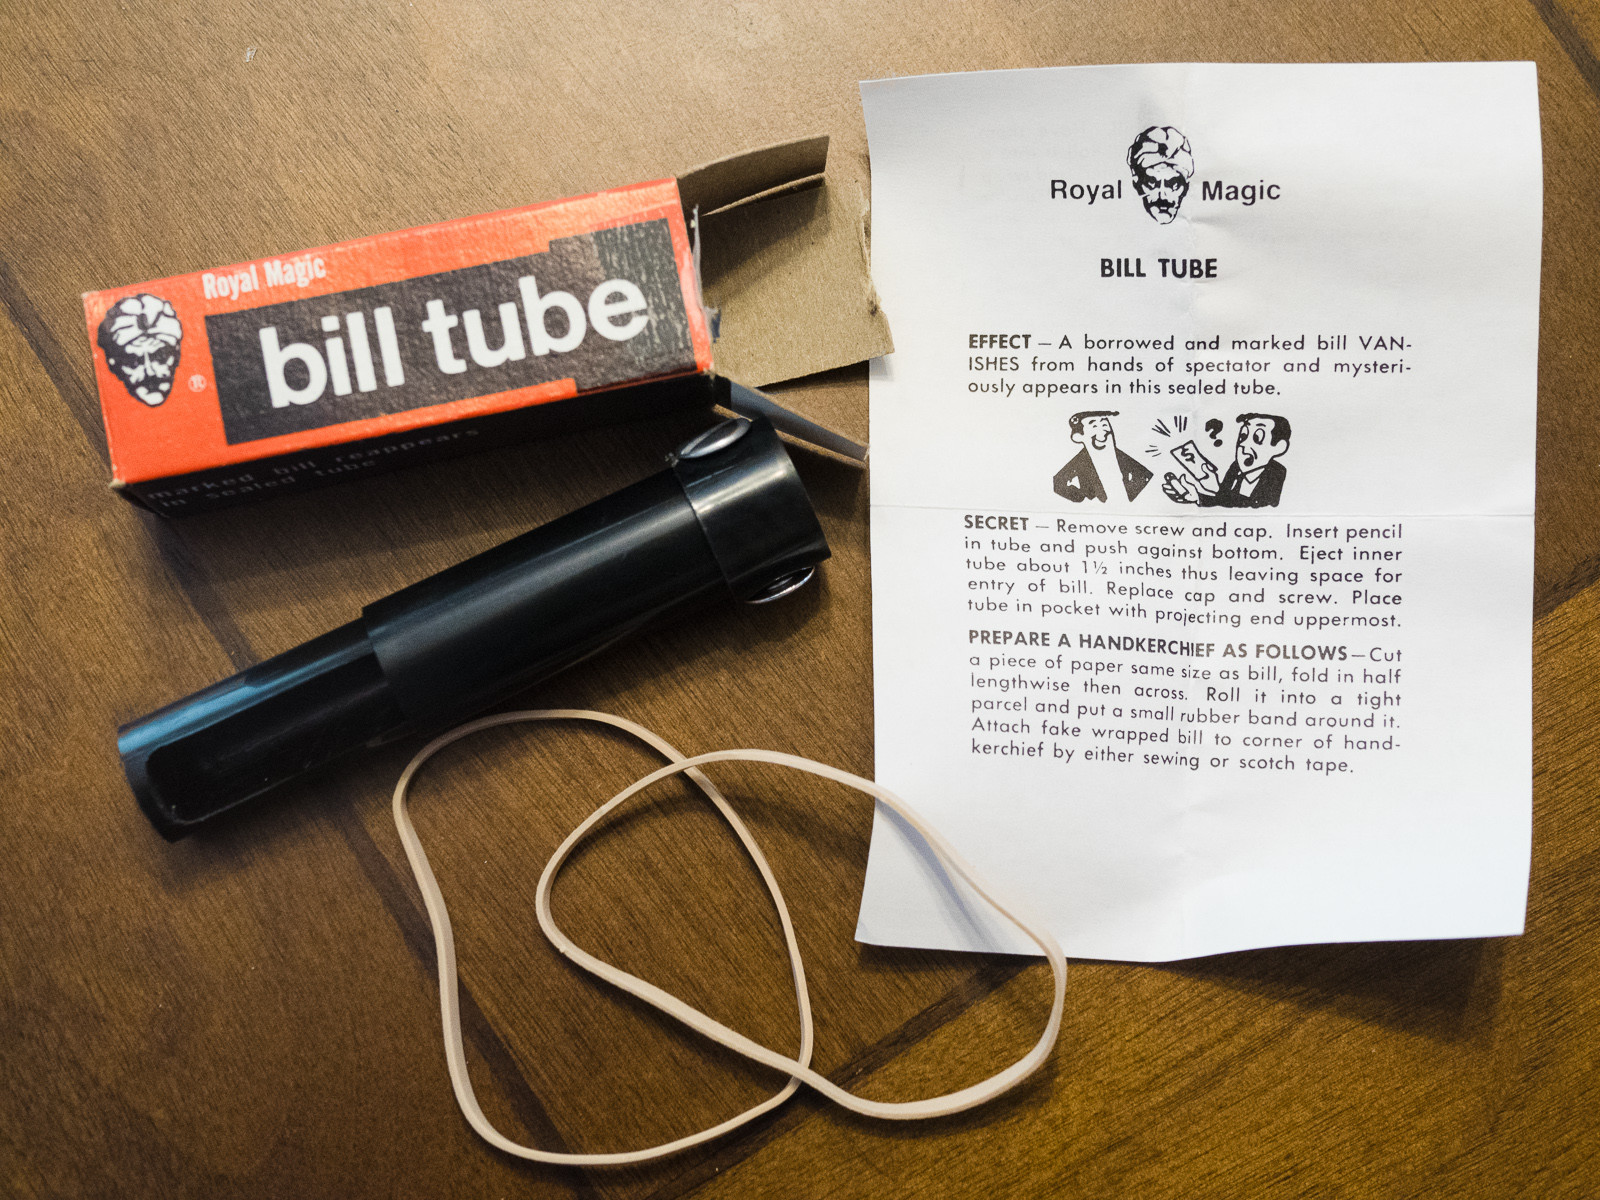 Royal Magic
bill tube
®
marked bill reappears
in sealed tube
Royal Magic
BILL TUBE
EFFECT — A borrowed and marked bill VAN-
ISHES from hands of spectator and mysteri-
ously appears in this sealed tube.
$
?
SECRET — Remove screw and cap. Insert pencil
in tube and push against bottom. Eject inner
tube about 1½ inches thus leaving space for
entry of bill. Replace cap and screw. Place
tube in pocket with projecting end uppermost.
PREPARE A HANDKERCHIEF AS FOLLOWS—Cut
a piece of paper same size as bill, fold in half
lengthwise then across. Roll it into a tight
parcel and put a small rubber band around it.
Attach fake wrapped bill to corner of hand-
kerchief by either sewing or scotch tape.